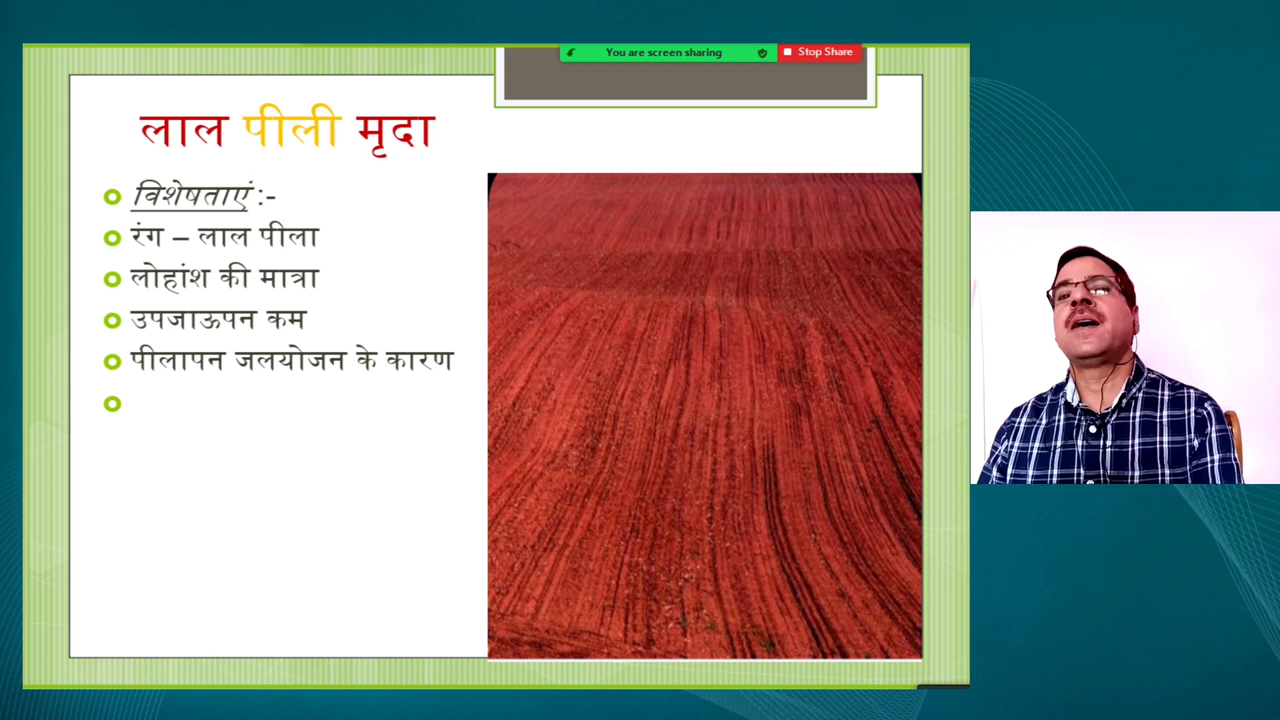 You are screen sharing
Stop Share
लाल पीली मृदा
विशेषताएं :-
रंग – लाल पीला
लोहांश की मात्रा
उपजाऊपन कम
पीलापन जलयोजन के कारण